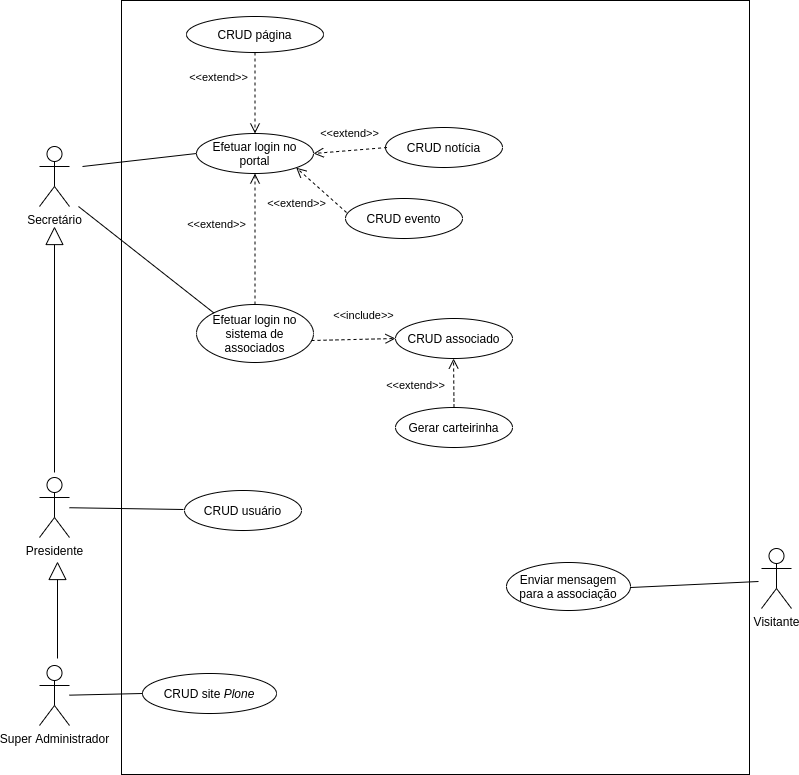 CRUD página
<<extend>>
Efetuar login no
portal
<<extend>>
CRUD notícia
Secretário
<<extend>>
CRUD evento
<<extend>>
Efetuar login no
sistema de
associados
<<include>>
CRUD associado
<<extend>>
Gerar carteirinha
Presidente
CRUD usuário
Enviar mensagem
para a associação
Visitante
Super Administrador
CRUD site Plone